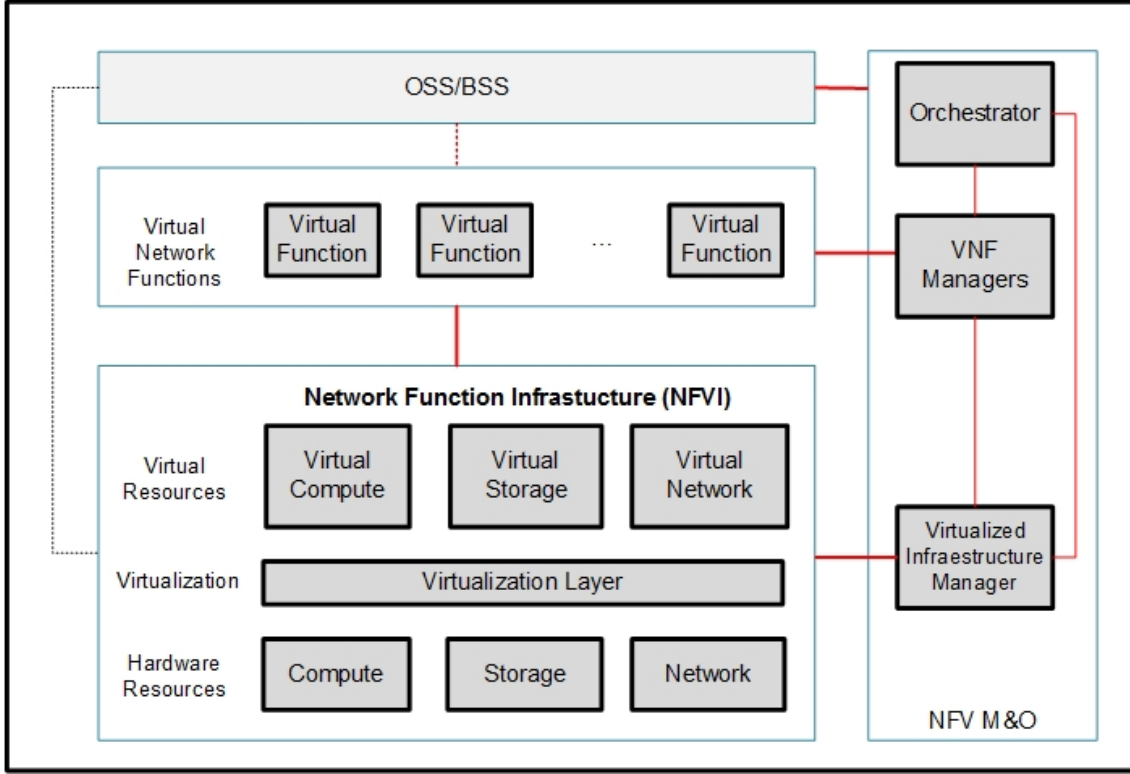 OSS/BSS
Orchestrator
Virtual
Network
Functions
Virtual
Function
Virtual
Function
...
Virtual
Function
VNF
Managers
Network Function Infrastucture (NFVI)
Virtual
Resources
Virtual
Compute
Virtual
Storage
Virtual
Network
Virtualization
Virtualization Layer
Virtualized
Infraestructure
Manager
Hardware
Resources
Compute
Storage
Network
NFV M&O